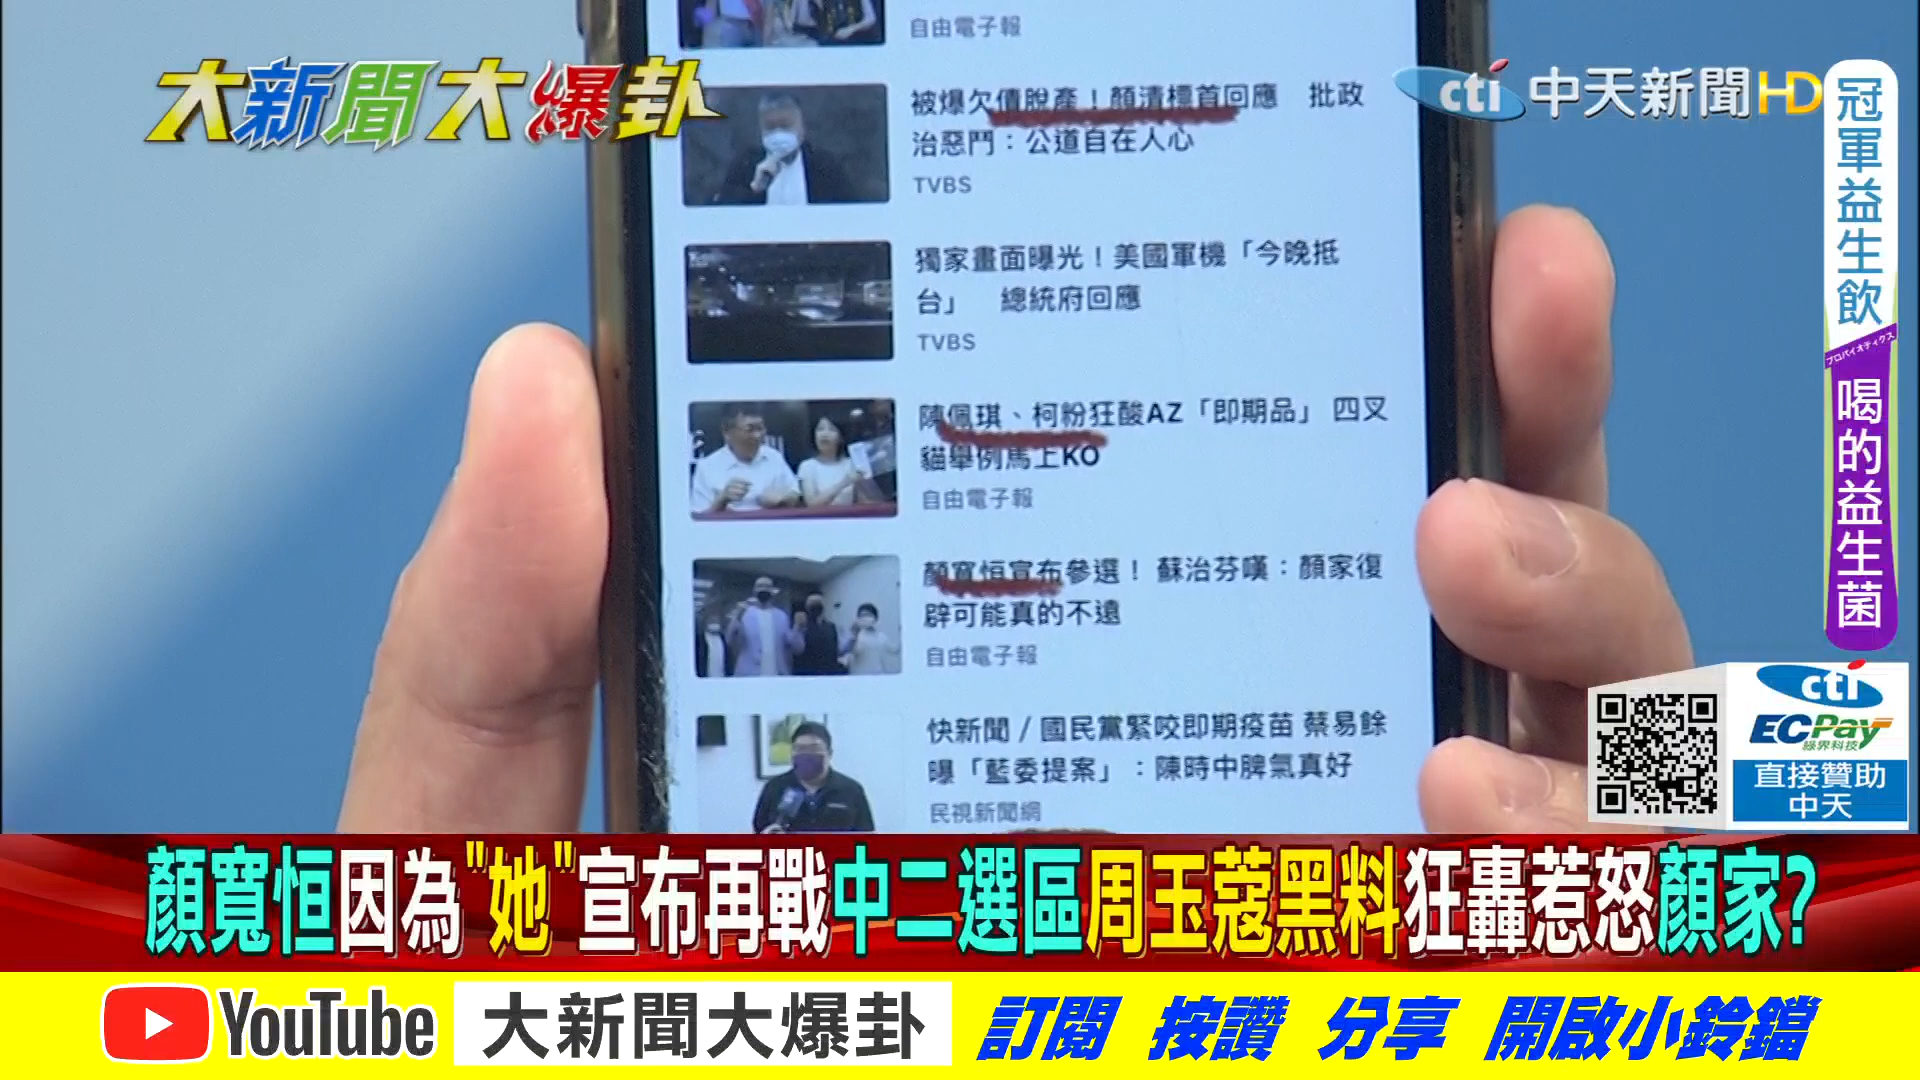 大新聞大爆卦
cti 中天新聞HD
自由電子報
被爆欠債脫產！顏清標首回應 批政
治惡鬥：公道自在人心
TVBS
獨家畫面曝光！美國軍機「今晚抵
台」 總統府回應
TVBS
陳佩琪、柯粉狂酸AZ「即期品」 四叉
貓舉例馬上KO
自由電子報
顏寬恒宣布參選！ 蘇治芬嘆：顏家復
辟可能真的不遠
自由電子報
快新聞／國民黨緊咬即期疫苗 蔡易餘
曝「藍委提案」：陳時中脾氣真好
民視新聞網
冠軍益生飲
プロバイオティクス
喝的益生菌
cti
ECPay
綠界科技
直接贊助
中天
顏寬恒因為"她"宣布再戰中二選區周玉蔻黑料狂轟惹怒顏家?
YouTube 大新聞大爆卦 訂閱 按讚 分享 開啟小鈴鐺